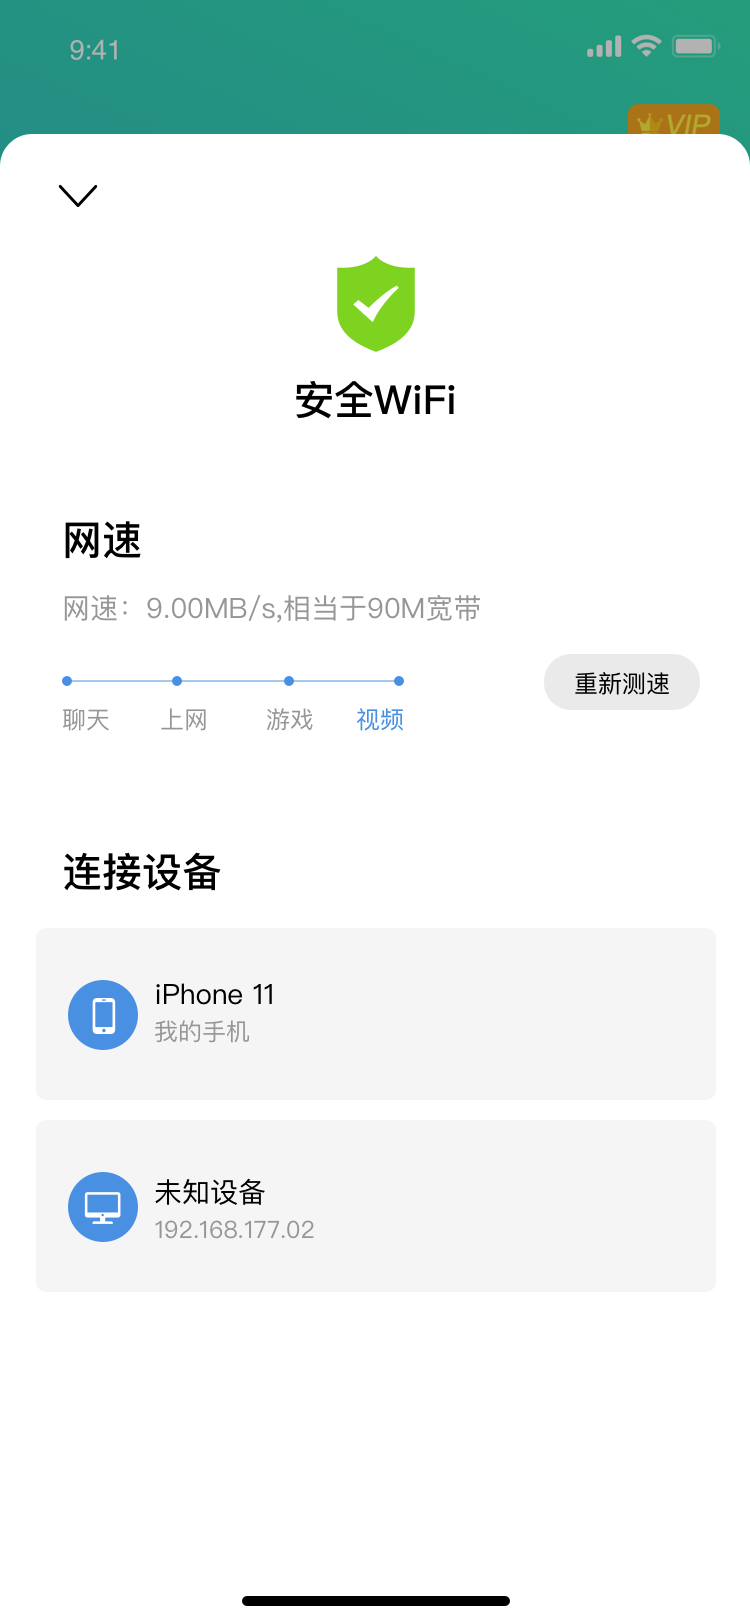 9:41
VIP
安全WiFi
网速
网速：9.00MB/s,相当于90M宽带
重新测速
聊天 上网 游戏 视频
连接设备
iPhone 11
我的手机
未知设备
192.168.177.02